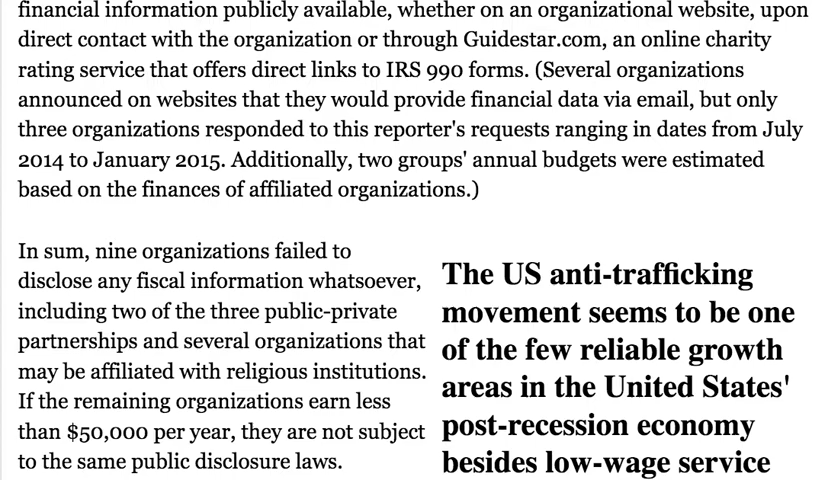 financial information publicly available, whether on an organizational website, upon
direct contact with the organization or through Guidestar.com, an online charity
rating service that offers direct links to IRS 990 forms. (Several organizations
announced on websites that they would provide financial data via email, but only
three organizations responded to this reporter's requests ranging in dates from July
2014 to January 2015. Additionally, two groups' annual budgets were estimated
based on the finances of affiliated organizations.)
In sum, nine organizations failed to
disclose any fiscal information whatsoever,
including two of the three public-private
partnerships and several organizations that
may be affiliated with religious institutions.
If the remaining organizations earn less
than $50,000 per year, they are not subject
to the same public disclosure laws.
The US anti-trafficking
movement seems to be one
of the few reliable growth
areas in the United States'
post-recession economy
besides low-wage service